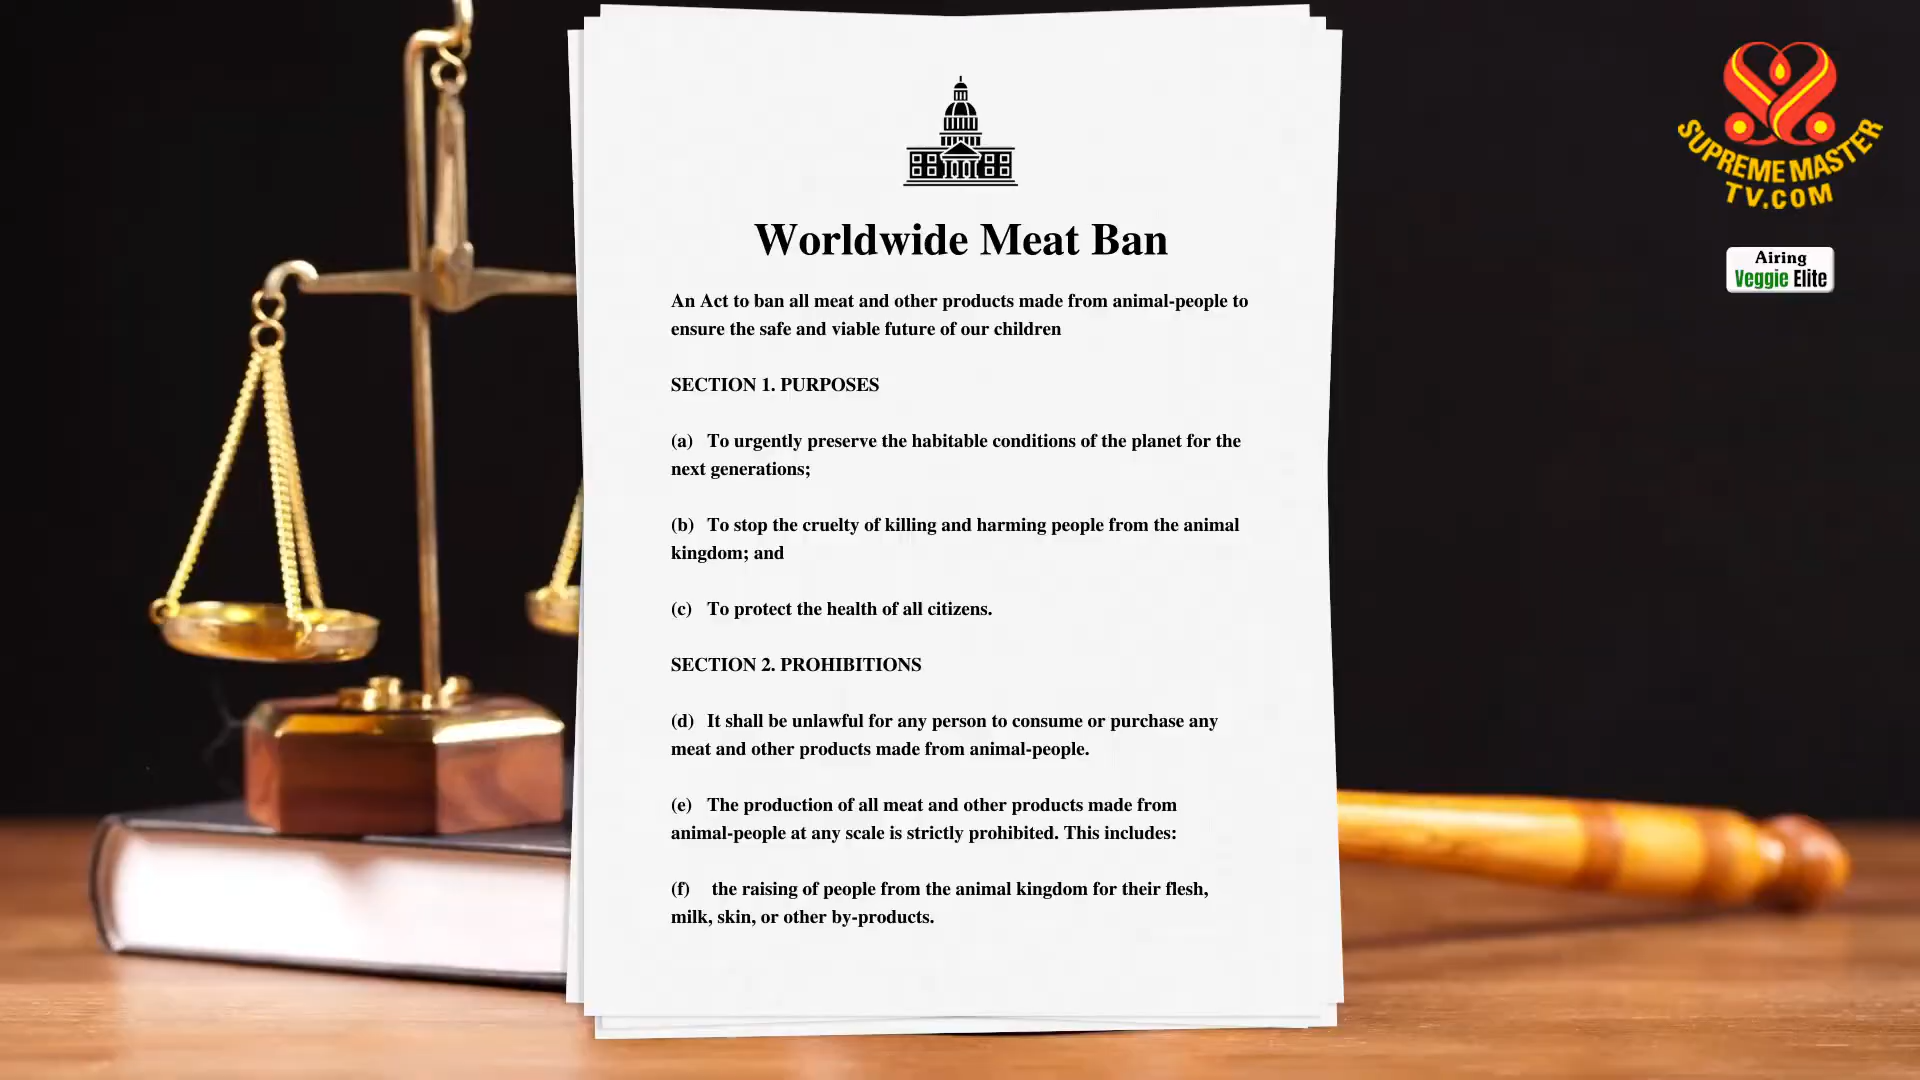 Worldwide Meat Ban
An Act to ban all meat and other products made from animal-people to
ensure the safe and viable future of our children
SECTION 1. PURPOSES
(a) To urgently preserve the habitable conditions of the planet for the
next generations;
(b) To stop the cruelty of killing and harming people from the animal
kingdom; and
(c) To protect the health of all citizens.
SECTION 2. PROHIBITIONS
(d) It shall be unlawful for any person to consume or purchase any
meat and other products made from animal-people.
(e) The production of all meat and other products made from
animal-people at any scale is strictly prohibited. This includes:
(f) the raising of people from the animal kingdom for their flesh,
milk, skin, or other by-products.
SUPREME MASTER
TV.COM
Airing
Veggie Elite